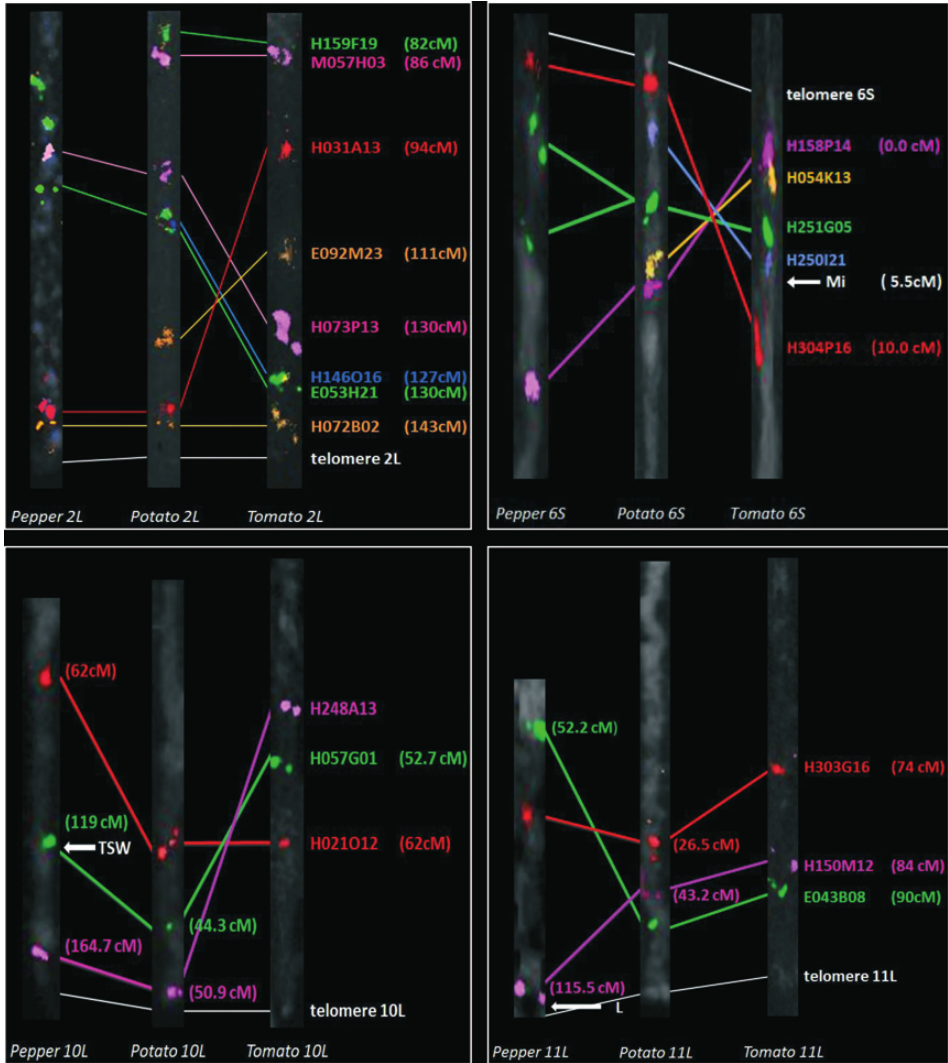 H159F19 (82cM)
M057H03 (86 cM)
H031A13 (94cM)
E092M23 (111cM)
H073P13 (130cM)
H146O16 (127cM)
E053H21 (130cM)
H072B02 (143cM)
telomere 2L
Pepper 2L Potato 2L Tomato 2L
telomere 6S
H158P14 (0.0 cM)
H054K13
H251G05
H250I21
Mi ( 5.5cM)
H304P16 (10.0 cM)
Pepper 6S Potato 6S Tomato 6S
(62cM)
H248A13
H057G01 (52.7 cM)
(119 cM)
TSW
H021O12 (62cM)
(44.3 cM)
(164.7 cM)
(50.9 cM)
telomere 10L
Pepper 10L Potato 10L Tomato 10L
(52.2 cM)
H303G16 (74 cM)
(26.5 cM)
H150M12 (84 cM)
(43.2 cM)
E043B08 (90cM)
telomere 11L
(115.5 cM)
L
Pepper 11L Potato 11L Tomato 11L